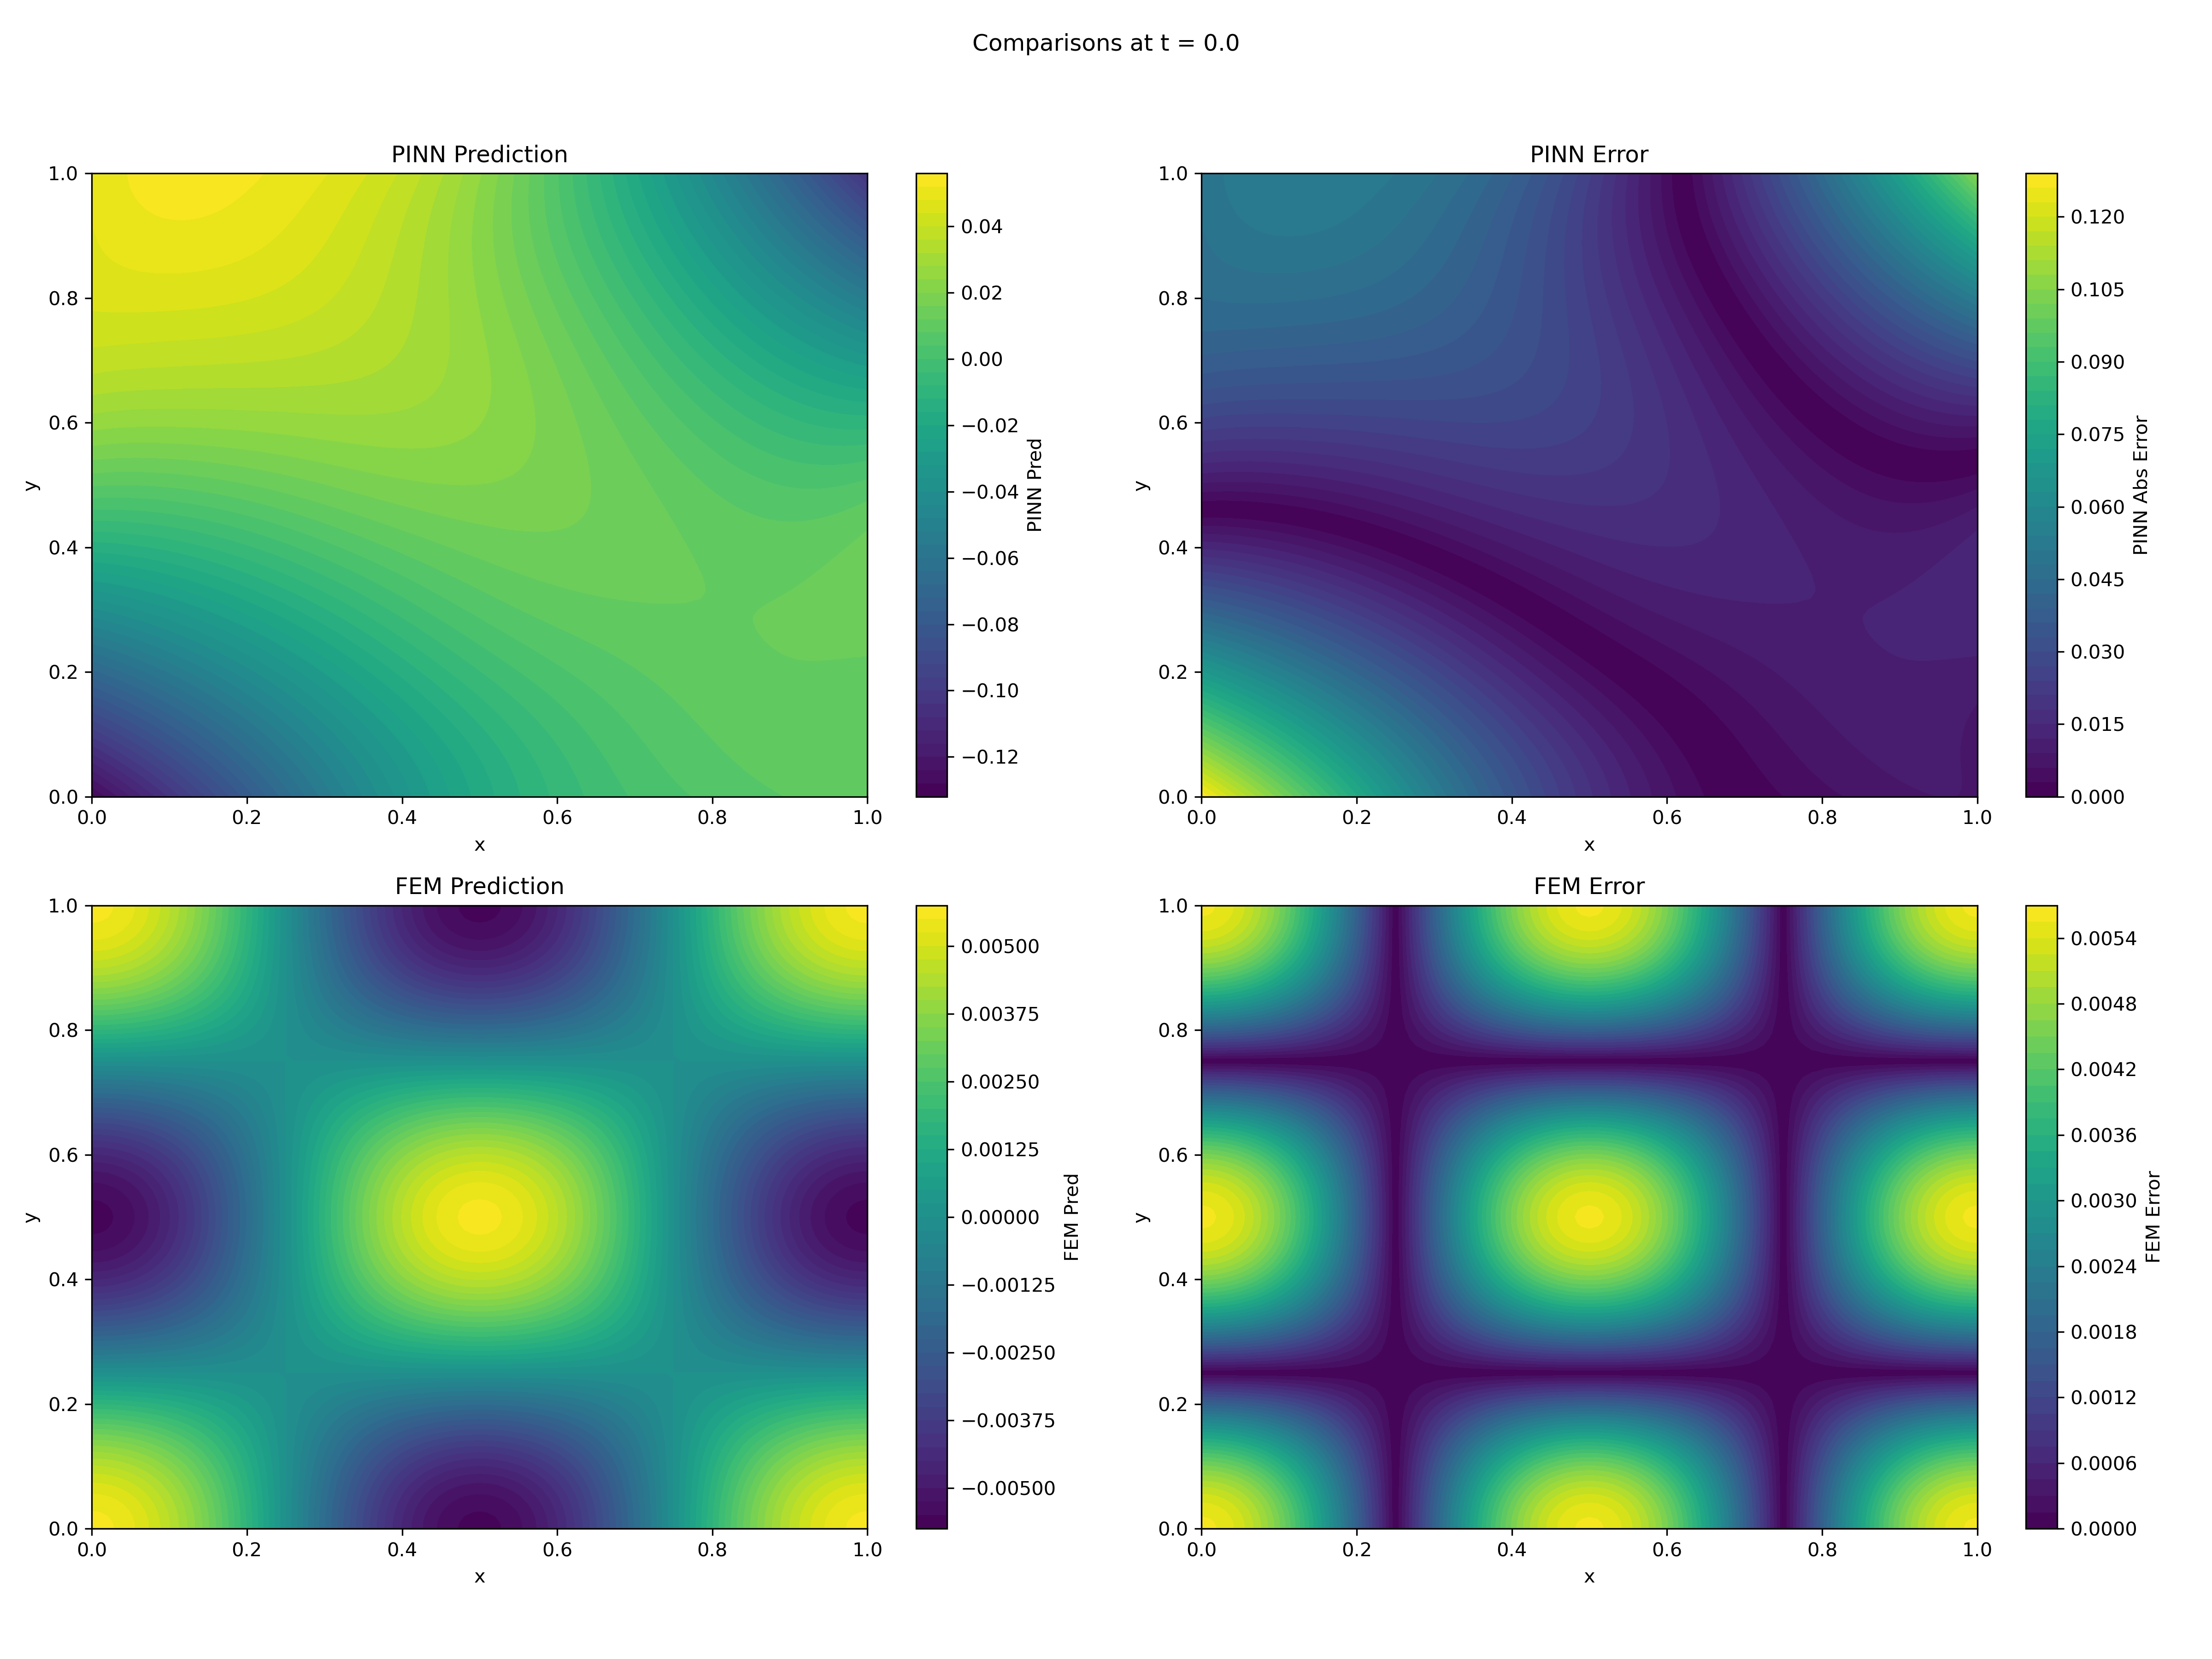 Comparisons at t = 0.0
PINN Prediction
1.0
0.8
0.6
0.4
0.2
0.0
y
0.0 0.2 0.4 0.6 0.8 1.0
x
0.04
0.02
0.00
−0.02
−0.04
−0.06
−0.08
−0.10
−0.12
PINN Pred
PINN Error
1.0
0.8
0.6
0.4
0.2
0.0
y
0.0 0.2 0.4 0.6 0.8 1.0
x
0.120
0.105
0.090
0.075
0.060
0.045
0.030
0.015
0.000
PINN Abs Error
FEM Prediction
1.0
0.8
0.6
0.4
0.2
0.0
y
0.0 0.2 0.4 0.6 0.8 1.0
x
0.00500
0.00375
0.00250
0.00125
0.00000
−0.00125
−0.00250
−0.00375
−0.00500
FEM Pred
FEM Error
1.0
0.8
0.6
0.4
0.2
0.0
y
0.0 0.2 0.4 0.6 0.8 1.0
x
0.0054
0.0048
0.0042
0.0036
0.0030
0.0024
0.0018
0.0012
0.0006
0.0000
FEM Error